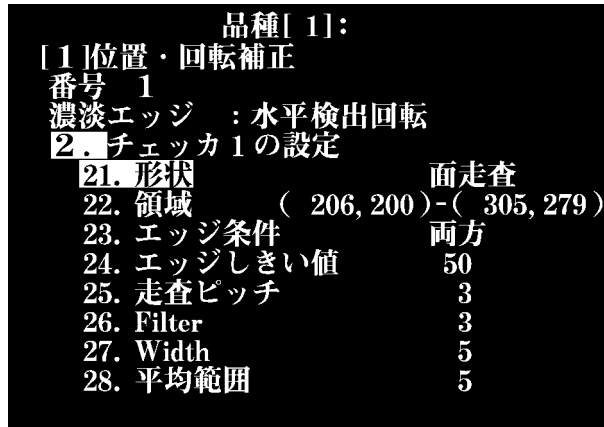 品種[ 1]:
[1]位置・回転補正
番号 1
濃淡エッジ :水平検出回転
2. チェッカ1の設定
21. 形状 面走査
22. 領域 ( 206, 200)-( 305, 279)
23. エッジ条件 両方
24. エッジしきい値 50
25. 走査ピッチ 3
26. Filter 3
27. Width 5
28. 平均範囲 5